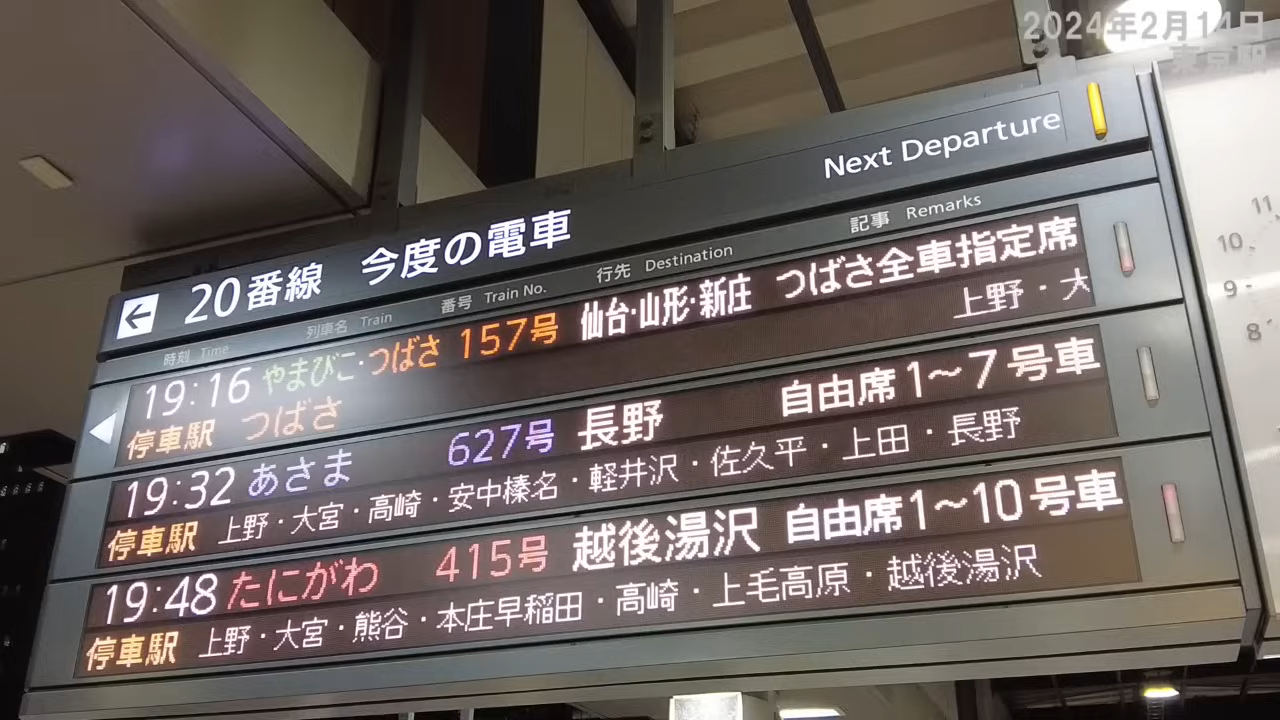 2024年2月14日
東京駅
Next Departure
20番線 今度の電車
時刻 Time 列車名 Train 番号 Train No. 行先 Destination 記事 Remarks
19:16 やまびこ・つばさ 157号 仙台・山形・新庄 つばさ全車指定席
停車駅 つばさ 上野・大
19:32 あさま 627号 長野 自由席1〜7号車
停車駅 上野・大宮・高崎・安中榛名・軽井沢・佐久平・上田・長野
19:48 たにがわ 415号 越後湯沢 自由席1〜10号車
停車駅 上野・大宮・熊谷・本庄早稲田・高崎・上毛高原・越後湯沢
11
10
9
8